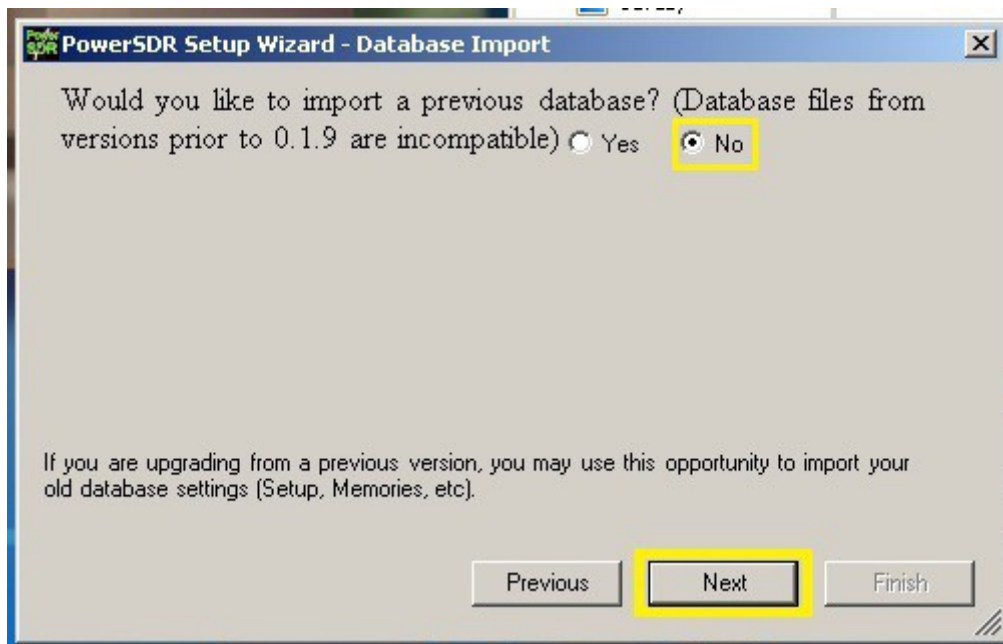 PowerSDR Setup Wizard - Database Import
Would you like to import a previous database? (Database files from
versions prior to 0.1.9 are incompatible) Yes No
If you are upgrading from a previous version, you may use this opportunity to import your
old database settings (Setup, Memories, etc).
Previous Next Finish